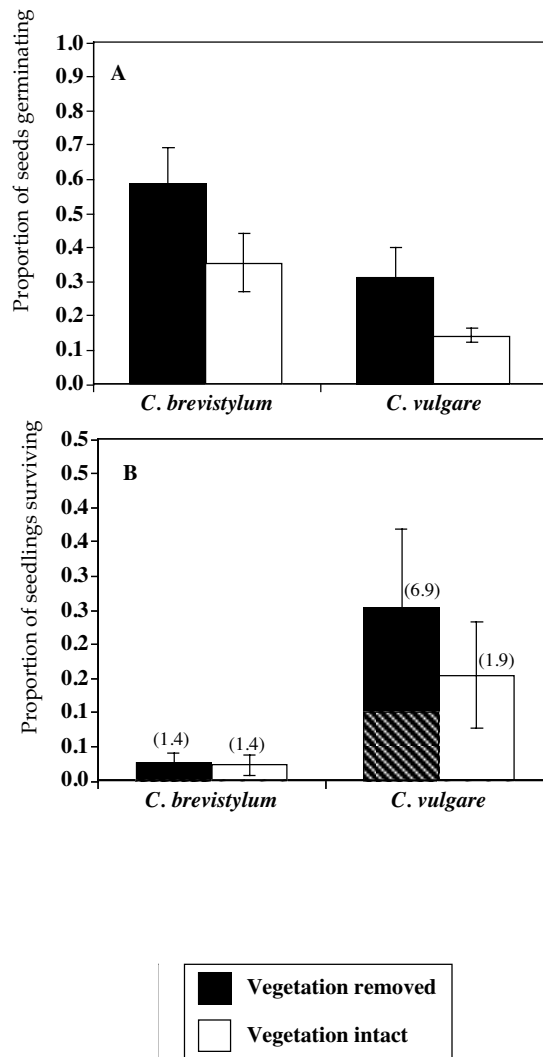 Proportion of seeds germinating
1.0
0.9
0.8
0.7
0.6
0.5
0.4
0.3
0.2
0.1
0.0
A
C. brevistylum
C. vulgare
Proportion of seedlings surviving
0.5
0.5
0.4
0.4
0.3
0.3
0.2
0.2
0.1
0.1
0.0
B
(1.4)
(1.4)
(6.9)
(1.9)
C. brevistylum
C. vulgare
Vegetation removed
Vegetation intact